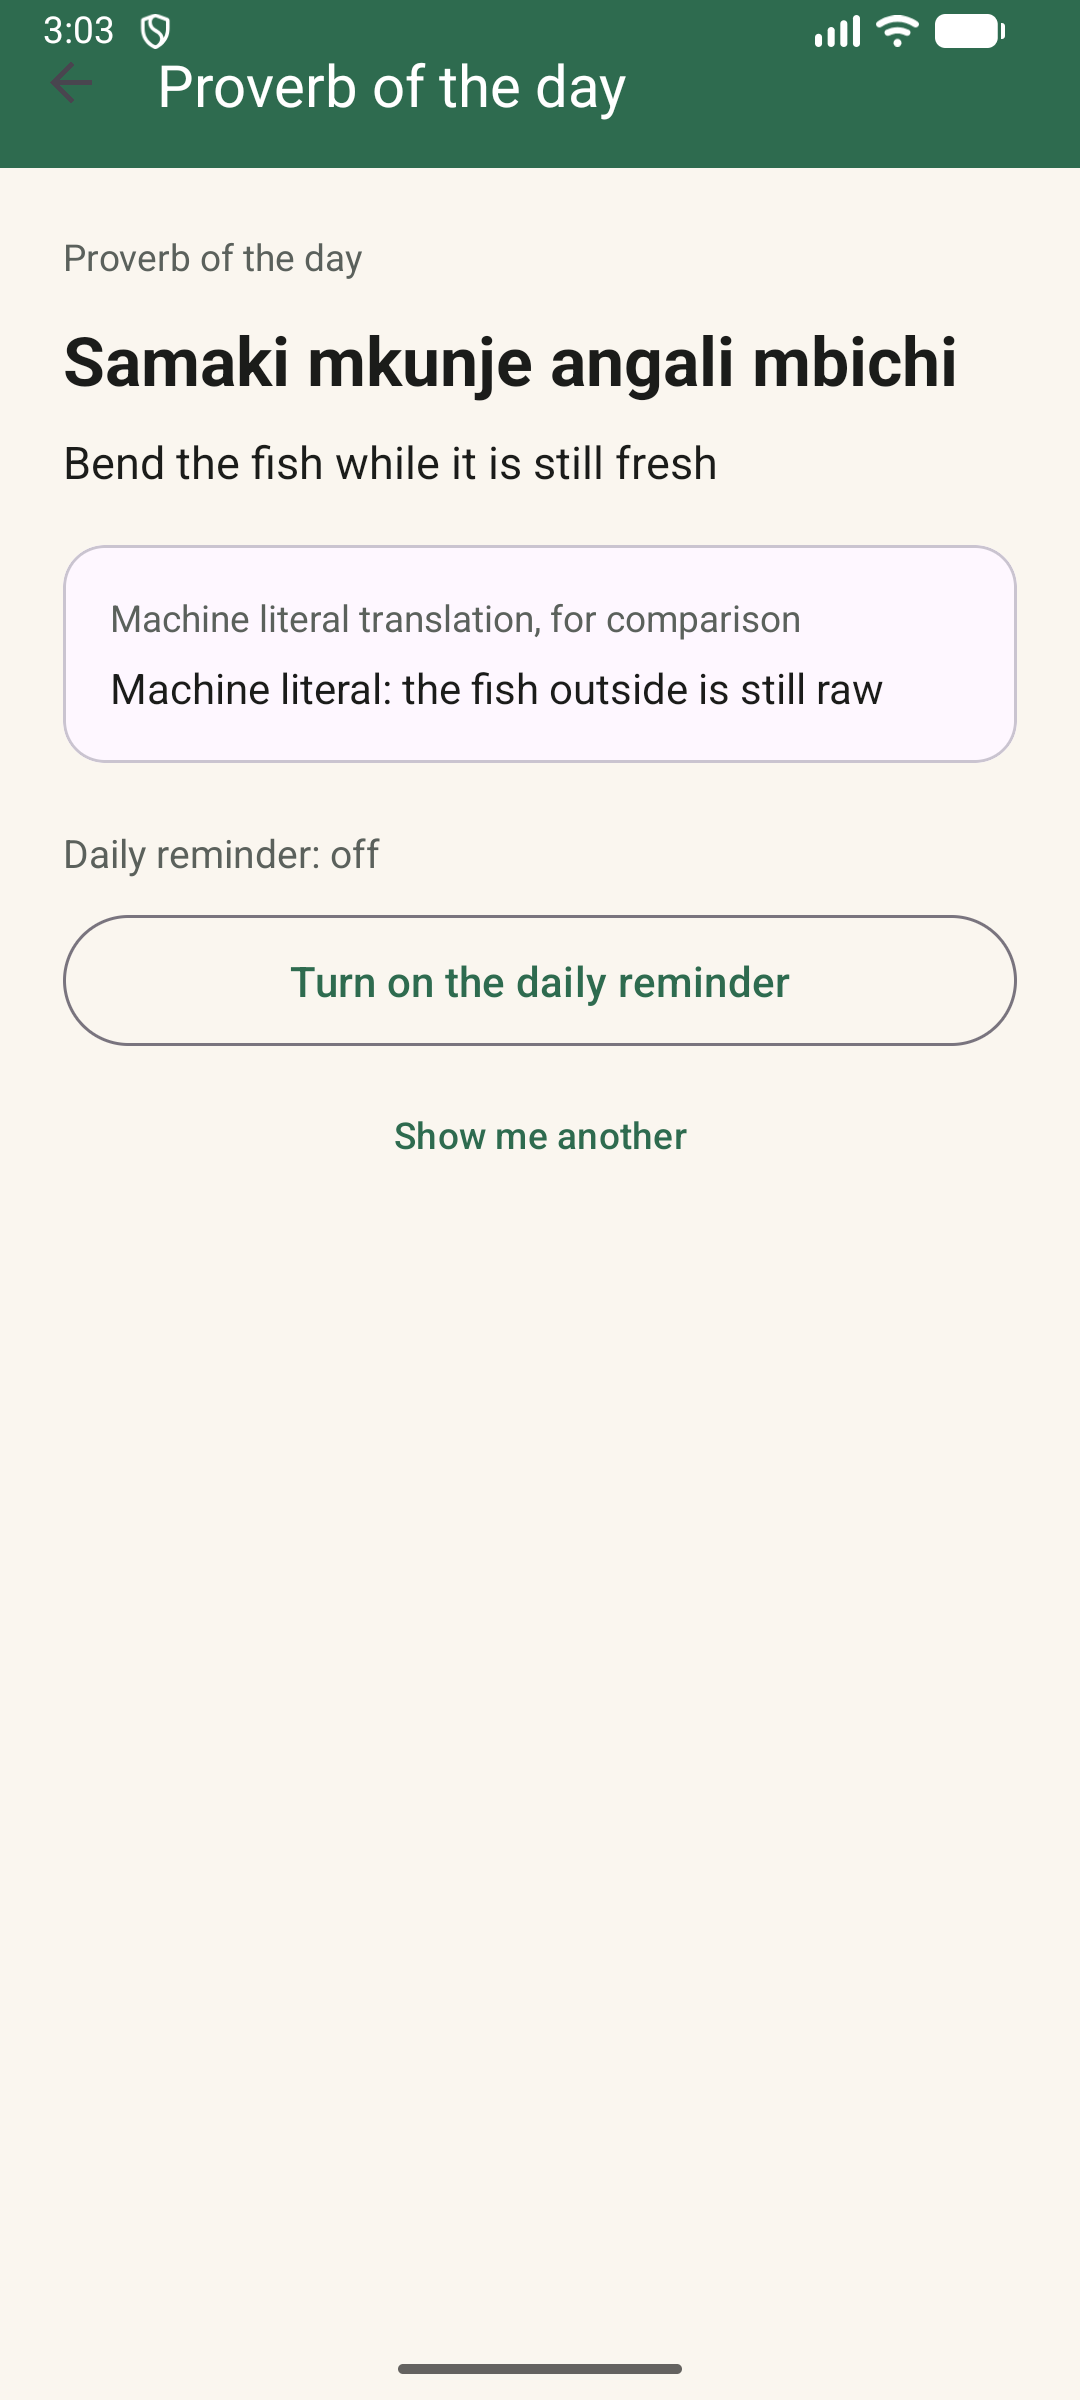 3:03
Proverb of the day
Proverb of the day
Samaki mkunje angali mbichi
Bend the fish while it is still fresh
Machine literal translation, for comparison
Machine literal: the fish outside is still raw
Daily reminder: off
Turn on the daily reminder
Show me another